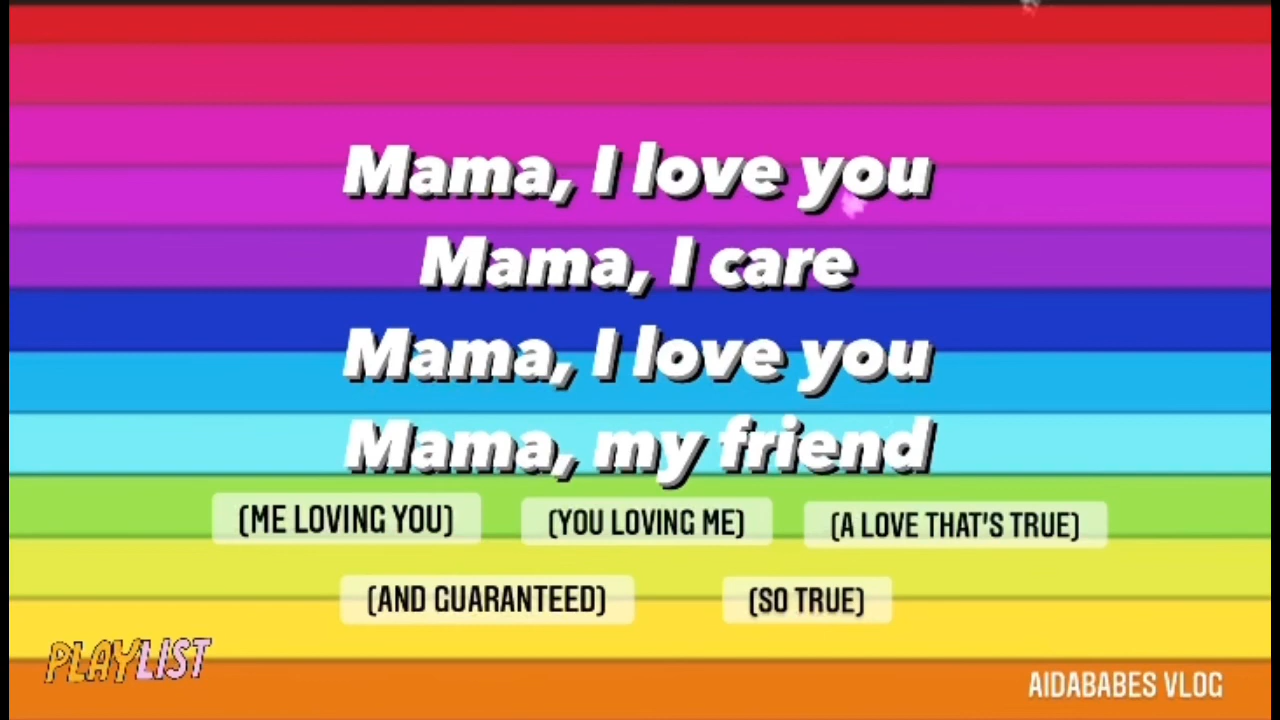 Mama, I love you
Mama, I care
Mama, I love you
Mama, my friend
(ME LOVING YOU) (YOU LOVING ME) (A LOVE THAT'S TRUE)
(AND GUARANTEED) (SO TRUE)
PLAYLIST
AIDABABES VLOG